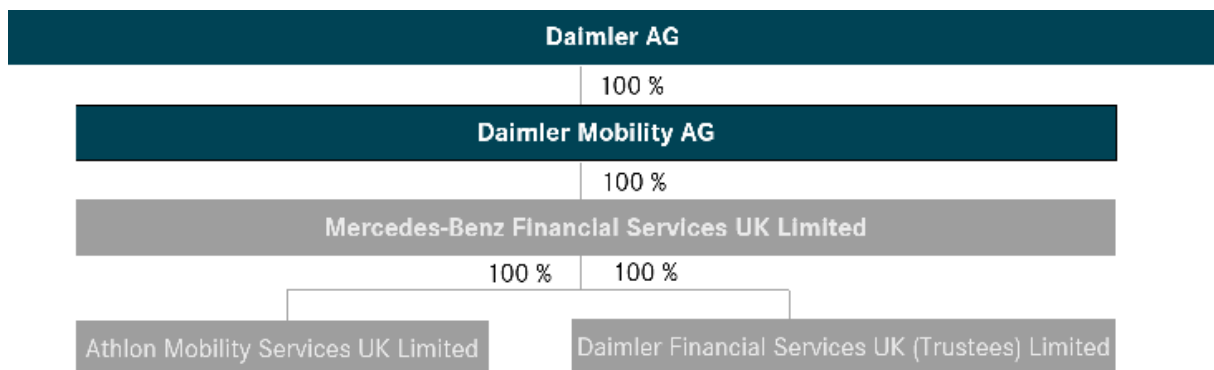 Daimler AG
100 %
Daimler Mobility AG
100 %
Mercedes-Benz Financial Services UK Limited
100 % 100 %
Athlon Mobility Services UK Limited Daimler Financial Services UK (Trustees) Limited